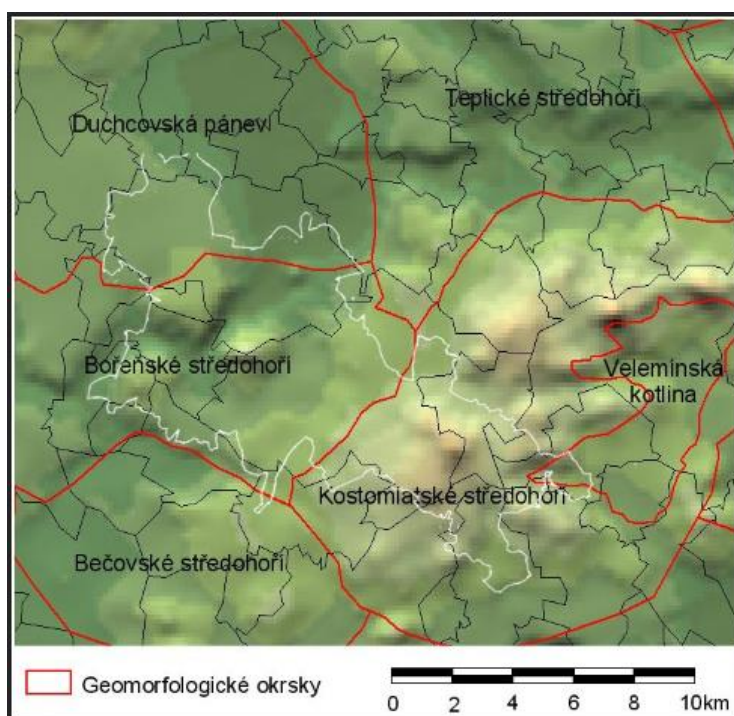 Teplické středohoří
Duchcovská pánev
Bořeňské středohoří
Velemínská
kotlina
Kostomlatské středohoří
Bečovské středohoří
Geomorfologické okrsky
0 2 4 6 8 10km